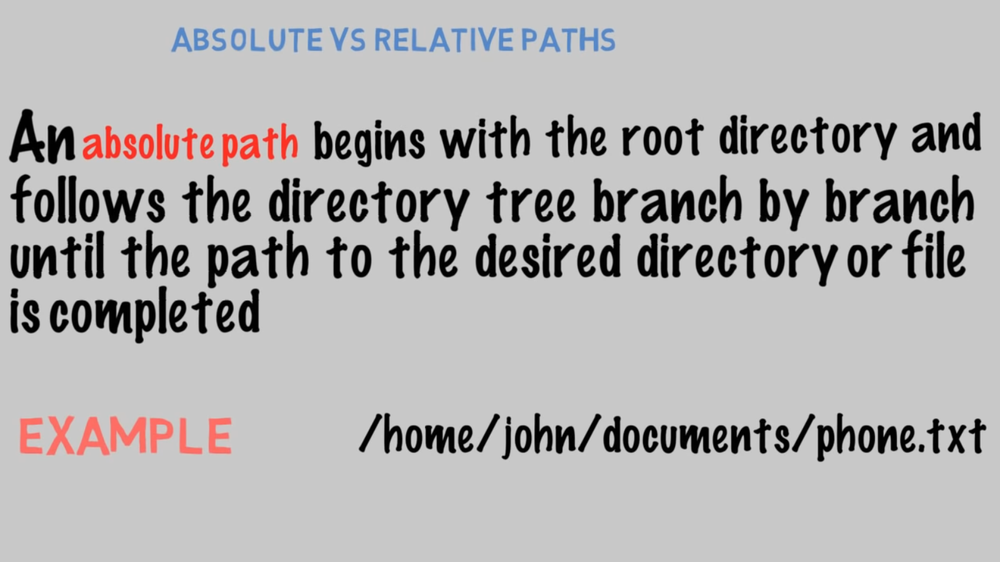 ABSOLUTE VS RELATIVE PATHS
An absolute path begins with the root directory and
follows the directory tree branch by branch
until the path to the desired directory or file
is completed
EXAMPLE /home/john/documents/phone.txt